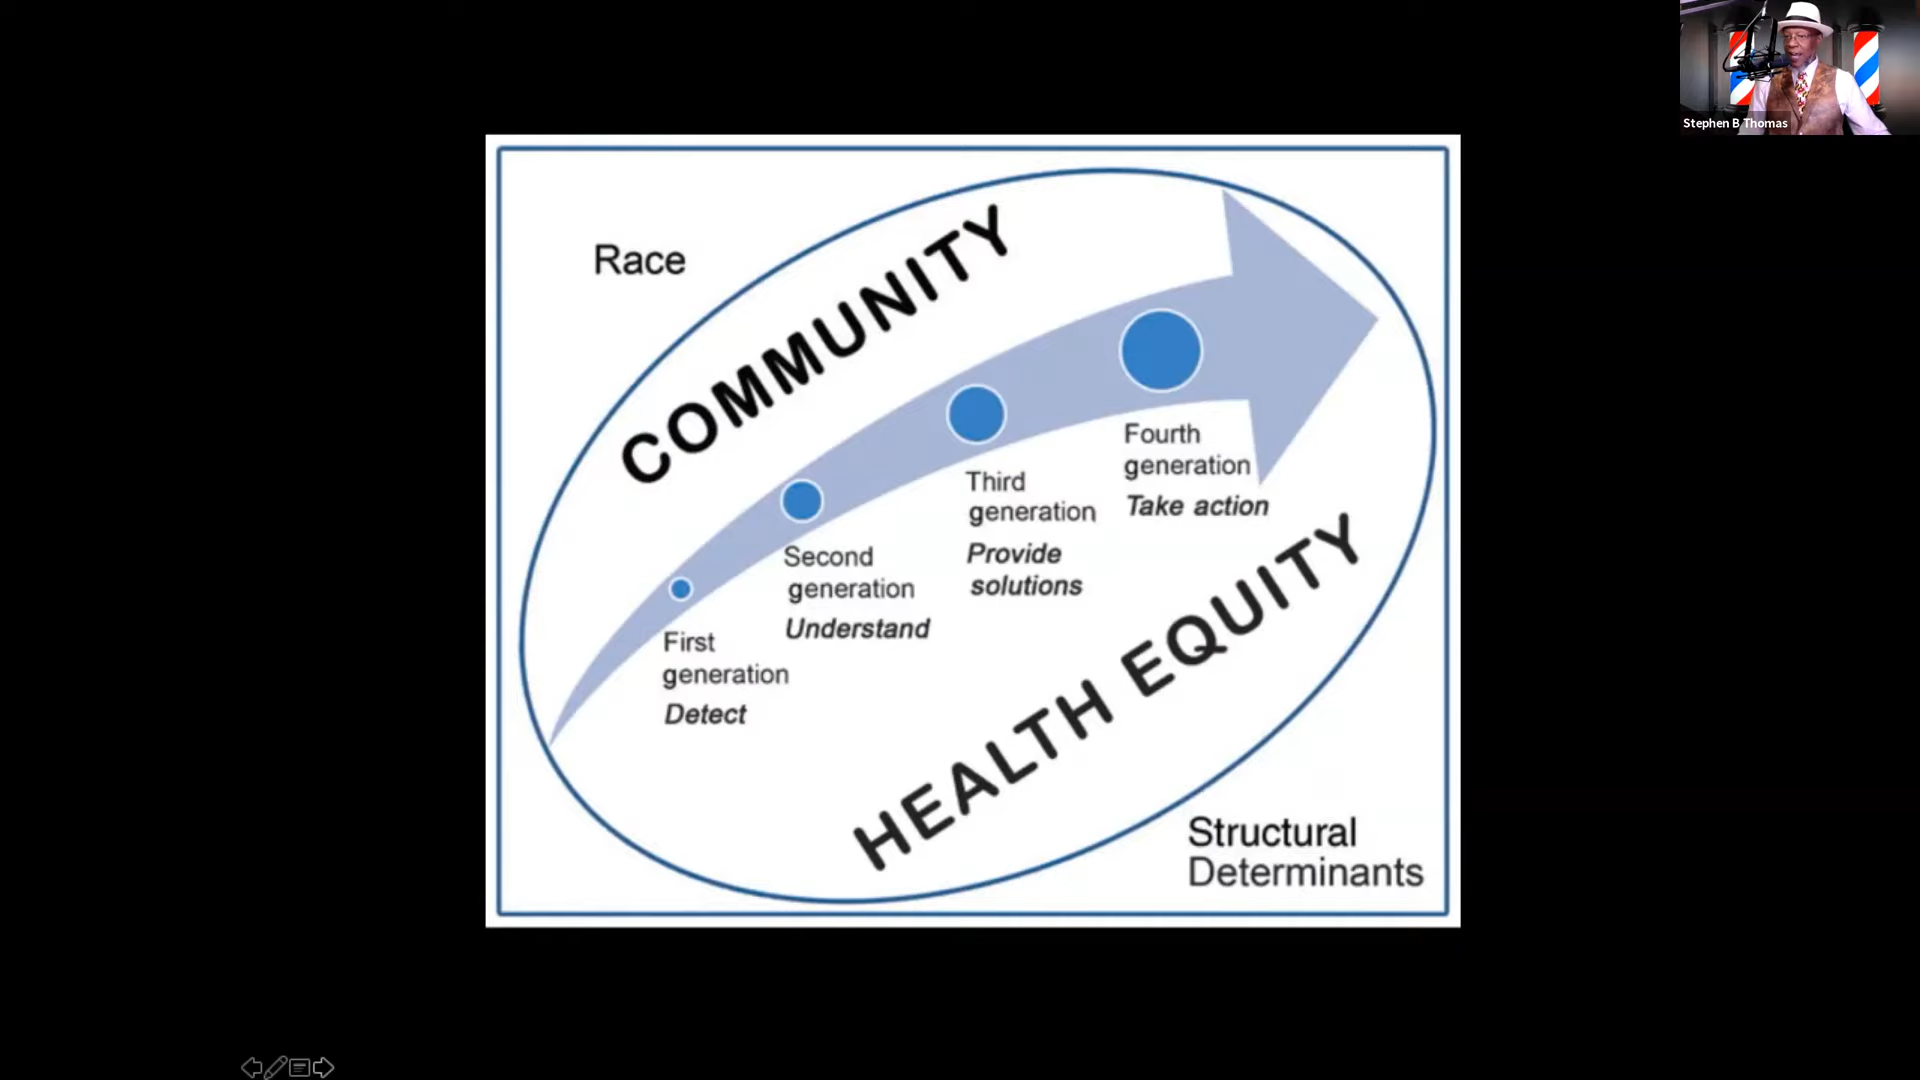 Stephen B Thomas
Race
COMMUNITY
First
generation
Detect
Second
generation
Understand
Third
generation
Provide
solutions
Fourth
generation
Take action
HEALTH EQUITY
Structural
Determinants